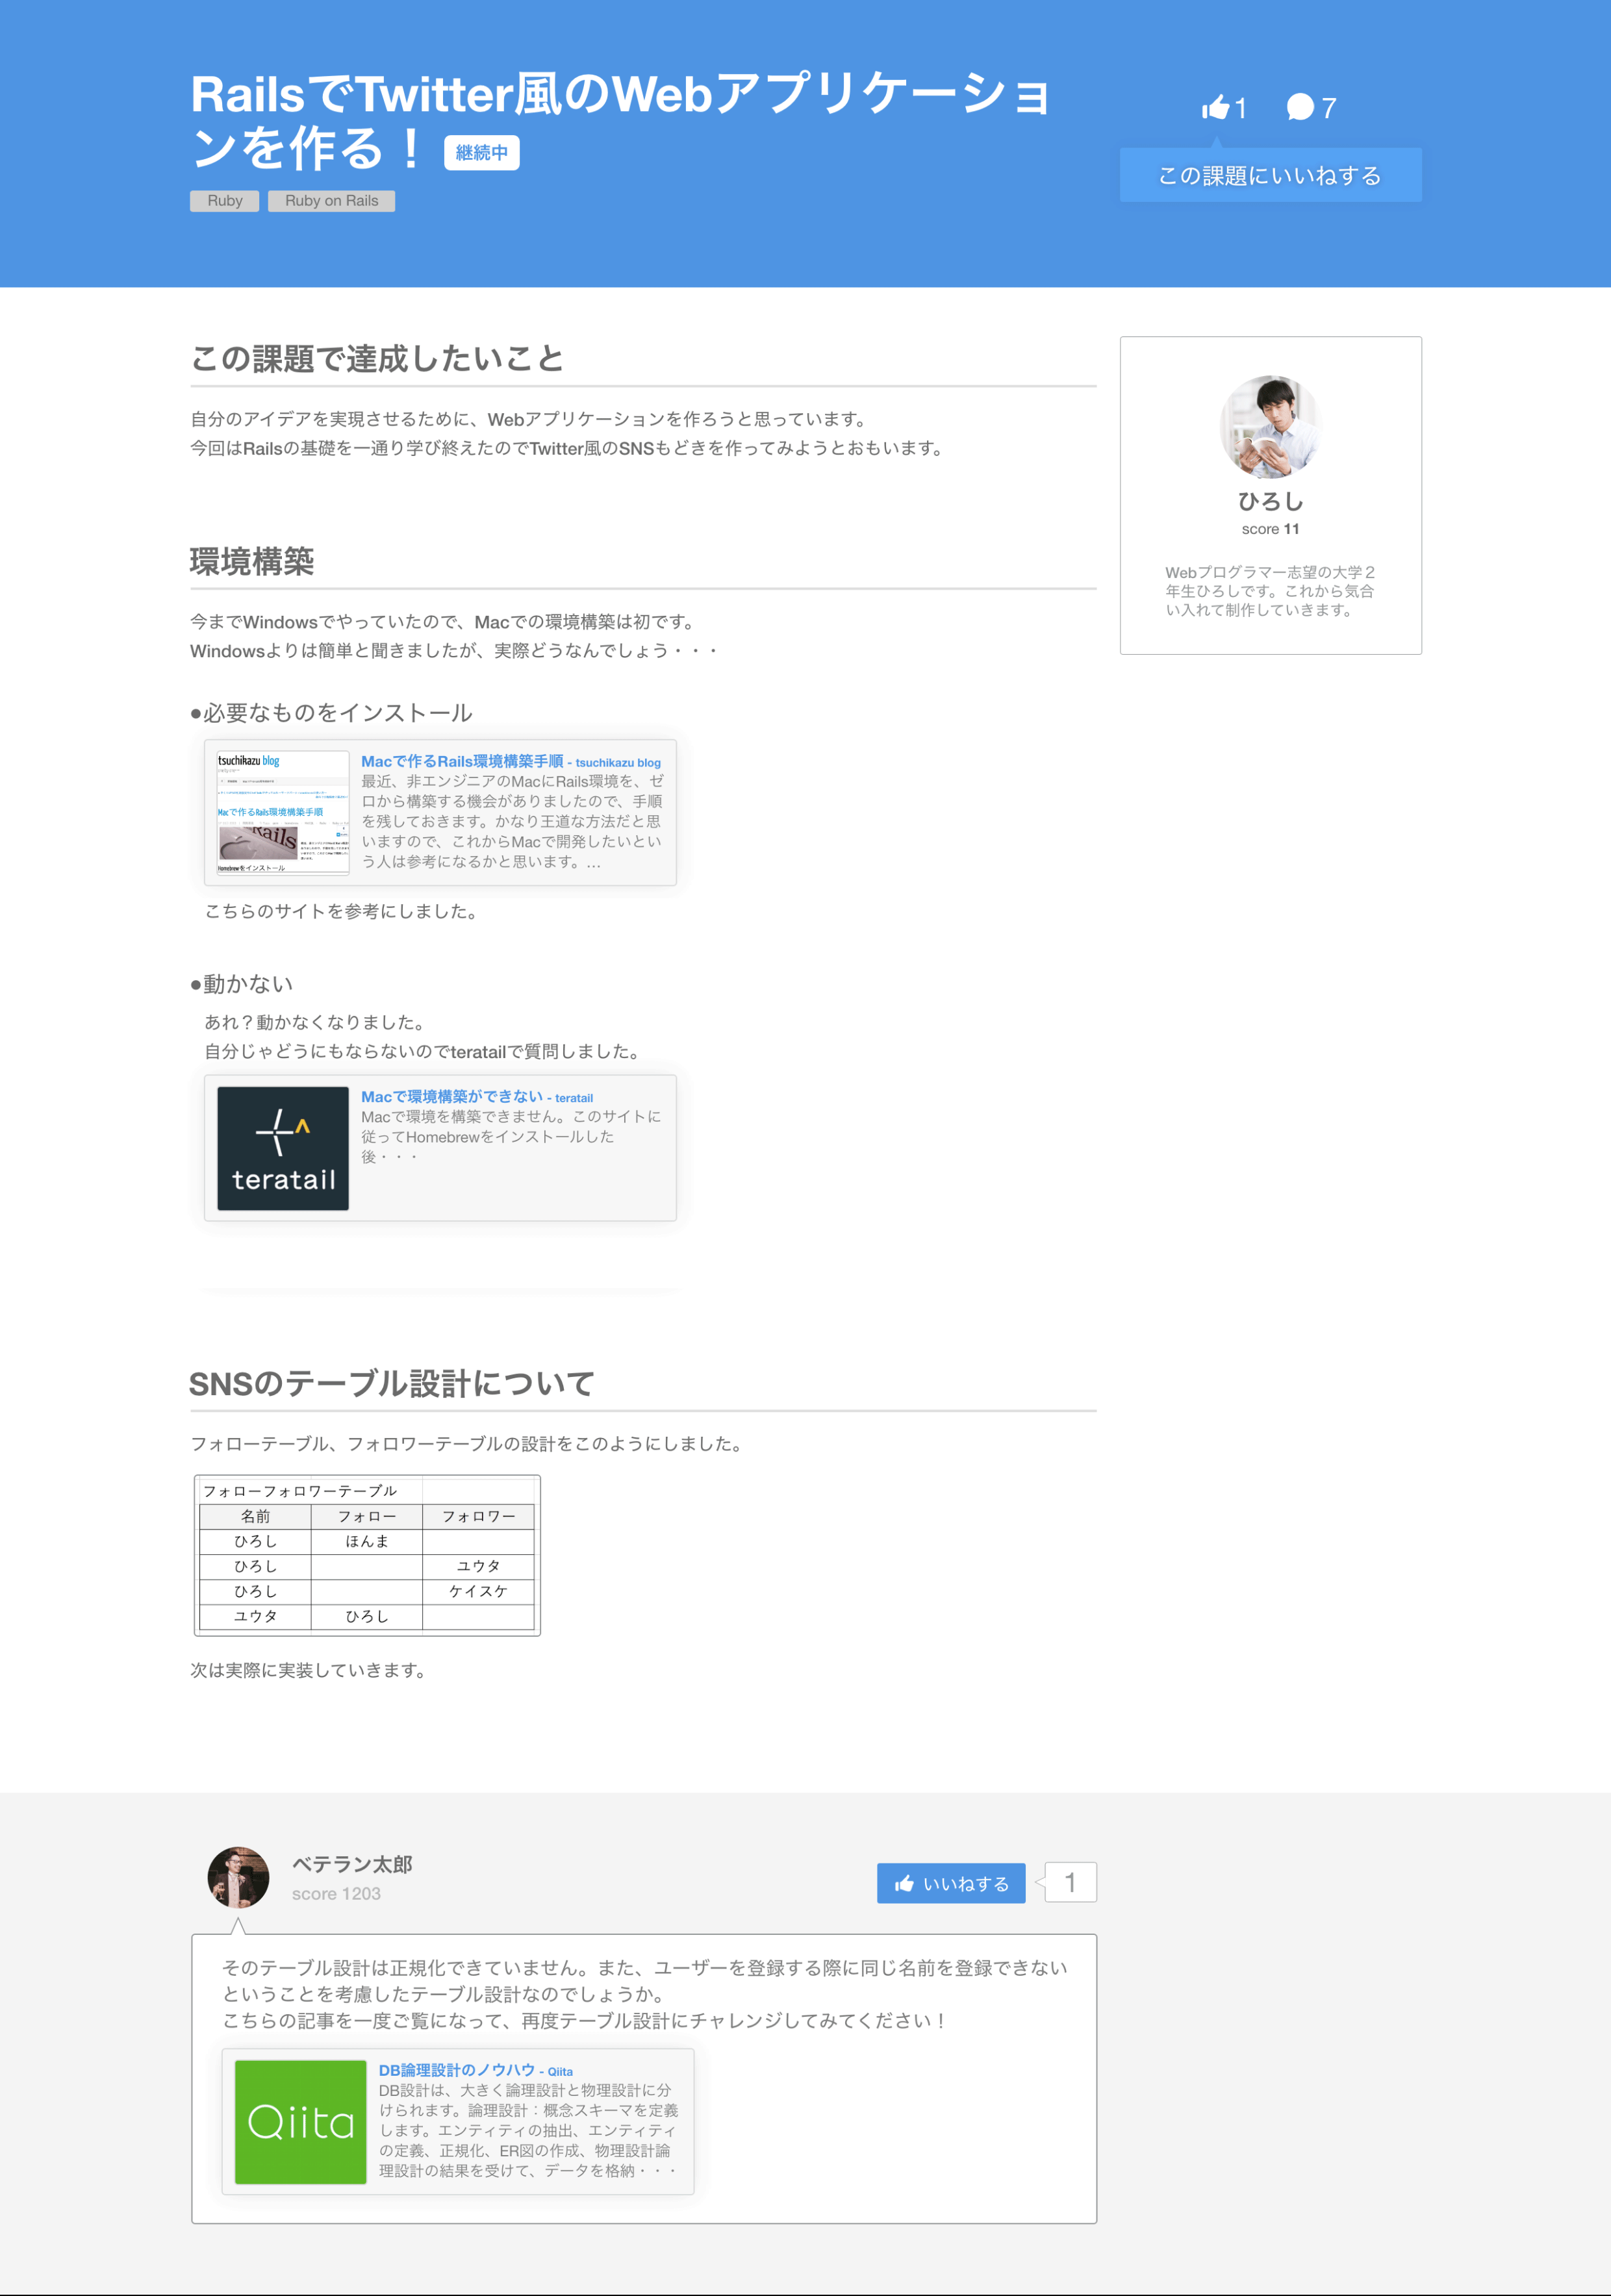 RailsでTwitter風のWebアプリケーショ
ンを作る！ 継続中
Ruby Ruby on Rails
1 7
この課題にいいねする
この課題で達成したいこと
自分のアイデアを実現させるために、Webアプリケーションを作ろうと思っています。
今回はRailsの基礎を一通り学び終えたのでTwitter風のSNSもどきを作ってみようとおもいます。
ひろし
score 11
Webプログラマー志望の大学２
年生ひろしです。これから気合
い入れて制作していきます。
環境構築
今までWindowsでやっていたので、Macでの環境構築は初です。
Windowsよりは簡単と聞きましたが、実際どうなんでしょう・・・
●必要なものをインストール
tsuchikazu blog
Macで作るRails環境構築手順
Rails
Homebrewをインストール
Macで作るRails環境構築手順 - tsuchikazu blog
最近、非エンジニアのMacにRails環境を、ゼ
ロから構築する機会がありましたので、手順
を残しておきます。かなり王道な方法だと思
いますので、これからMacで開発したいとい
う人は参考になるかと思います。...
こちらのサイトを参考にしました。
●動かない
あれ？動かなくなりました。
自分じゃどうにもならないのでteratailで質問しました。
teratail
Macで環境構築ができない - teratail
Macで環境を構築できません。このサイトに
従ってHomebrewをインストールした
後・・・
SNSのテーブル設計について
フォローテーブル、フォロワーテーブルの設計をこのようにしました。
フォローフォロワーテーブル
名前 フォロー フォロワー
ひろし ほんま
ひろし ユウタ
ひろし ケイスケ
ユウタ ひろし
次は実際に実装していきます。
ベテラン太郎
score 1203
いいねする 1
そのテーブル設計は正規化できていません。また、ユーザーを登録する際に同じ名前を登録できない
ということを考慮したテーブル設計なのでしょうか。
こちらの記事を一度ご覧になって、再度テーブル設計にチャレンジしてみてください！
Qiita
DB論理設計のノウハウ - Qiita
DB設計は、大きく論理設計と物理設計に分
けられます。論理設計：概念スキーマを定義
します。エンティティの抽出、エンティティ
の定義、正規化、ER図の作成、物理設計論
理設計の結果を受けて、データを格納・・・